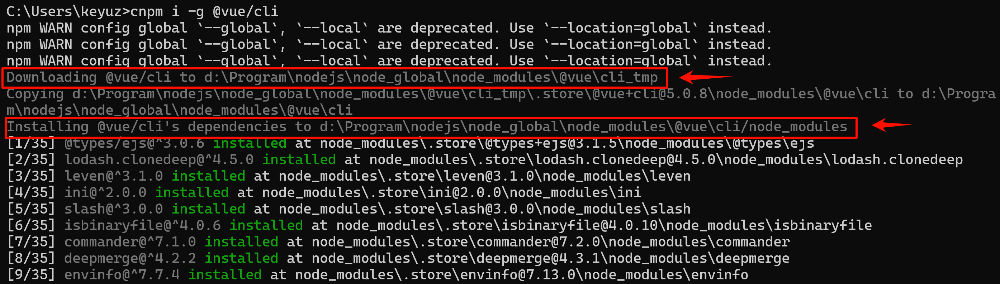 C:\Users\keyuz>cnpm i -g @vue/cli
npm WARN config global `--global`, `--local` are deprecated. Use `--location=global` instead.
npm WARN config global `--global`, `--local` are deprecated. Use `--location=global` instead.
npm WARN config global `--global`, `--local` are deprecated. Use `--location=global` instead.
Downloading @vue/cli to d:\Program\nodejs\node_global\node_modules\@vue\cli_tmp
Copying d:\Program\nodejs\node_global\node_modules\@vue\cli_tmp\.store\@vue+cli@5.0.8\node_modules\@vue\cli to d:\Progra
m\nodejs\node_global\node_modules\@vue\cli
Installing @vue/cli's dependencies to d:\Program\nodejs\node_global\node_modules\@vue\cli/node_modules
[1/35] @types/ejs@^3.0.6 installed at node_modules\.store\@types+ejs@3.1.5\node_modules\@types\ejs
[2/35] lodash.clonedeep@^4.5.0 installed at node_modules\.store\lodash.clonedeep@4.5.0\node_modules\lodash.clonedeep
[3/35] leven@^3.1.0 installed at node_modules\.store\leven@3.1.0\node_modules\leven
[4/35] ini@^2.0.0 installed at node_modules\.store\ini@2.0.0\node_modules\ini
[5/35] slash@^3.0.0 installed at node_modules\.store\slash@3.0.0\node_modules\slash
[6/35] isbinaryfile@^4.0.6 installed at node_modules\.store\isbinaryfile@4.0.10\node_modules\isbinaryfile
[7/35] commander@^7.1.0 installed at node_modules\.store\commander@7.2.0\node_modules\commander
[8/35] deepmerge@^4.2.2 installed at node_modules\.store\deepmerge@4.3.1\node_modules\deepmerge
[9/35] envinfo@^7.7.4 installed at node_modules\.store\envinfo@7.13.0\node_modules\envinfo